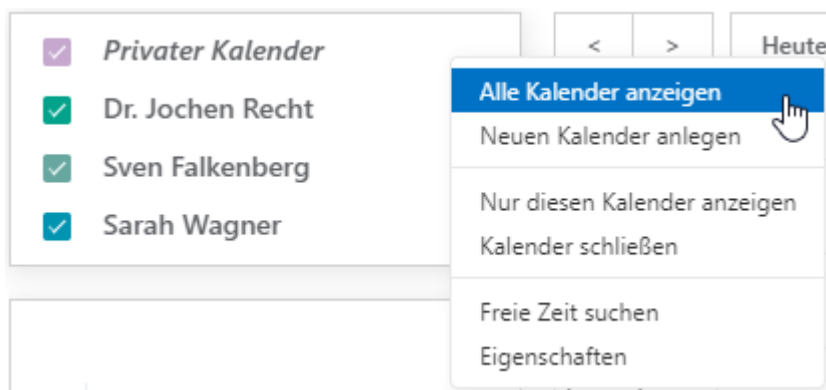 Privater Kalender
Dr. Jochen Recht
Sven Falkenberg
Sarah Wagner
< > Heute
Alle Kalender anzeigen
Neuen Kalender anlegen
Nur diesen Kalender anzeigen
Kalender schließen
Freie Zeit suchen
Eigenschaften